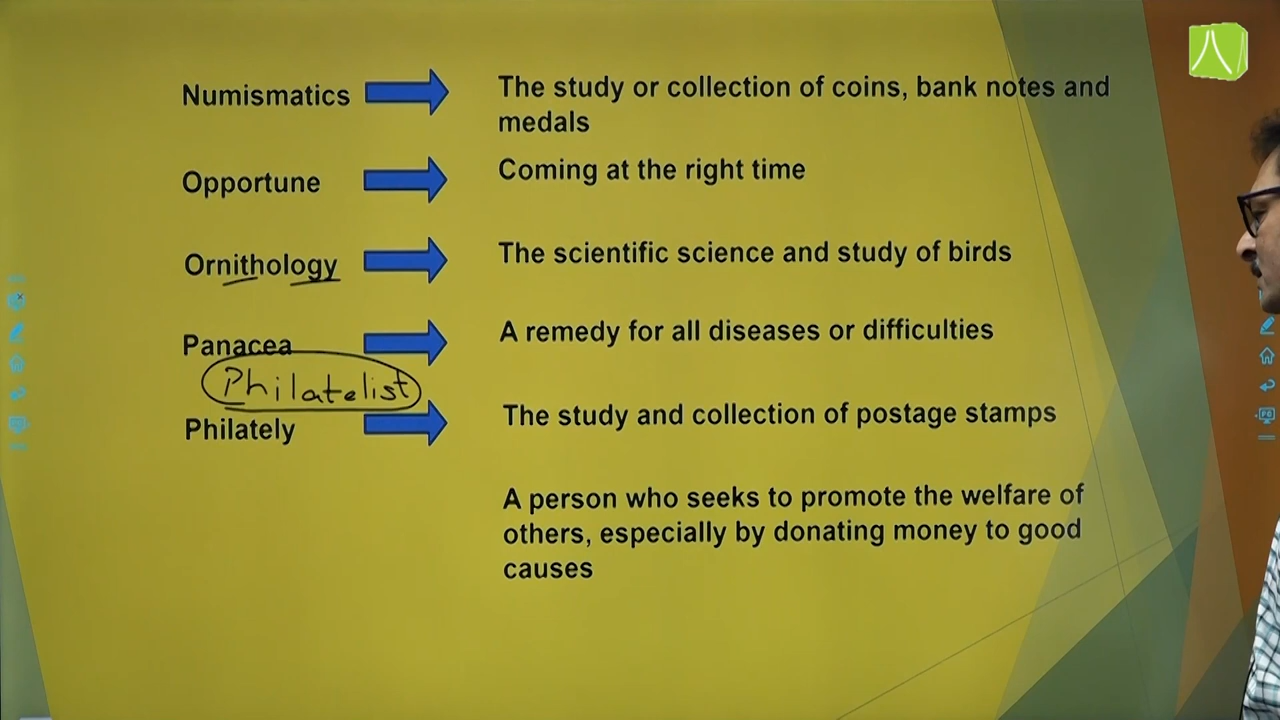 Numismatics The study or collection of coins, bank notes and
medals
Opportune Coming at the right time
Ornithology The scientific science and study of birds
Panacea A remedy for all diseases or difficulties
Philatelist
Philately The study and collection of postage stamps
A person who seeks to promote the welfare of
others, especially by donating money to good
causes